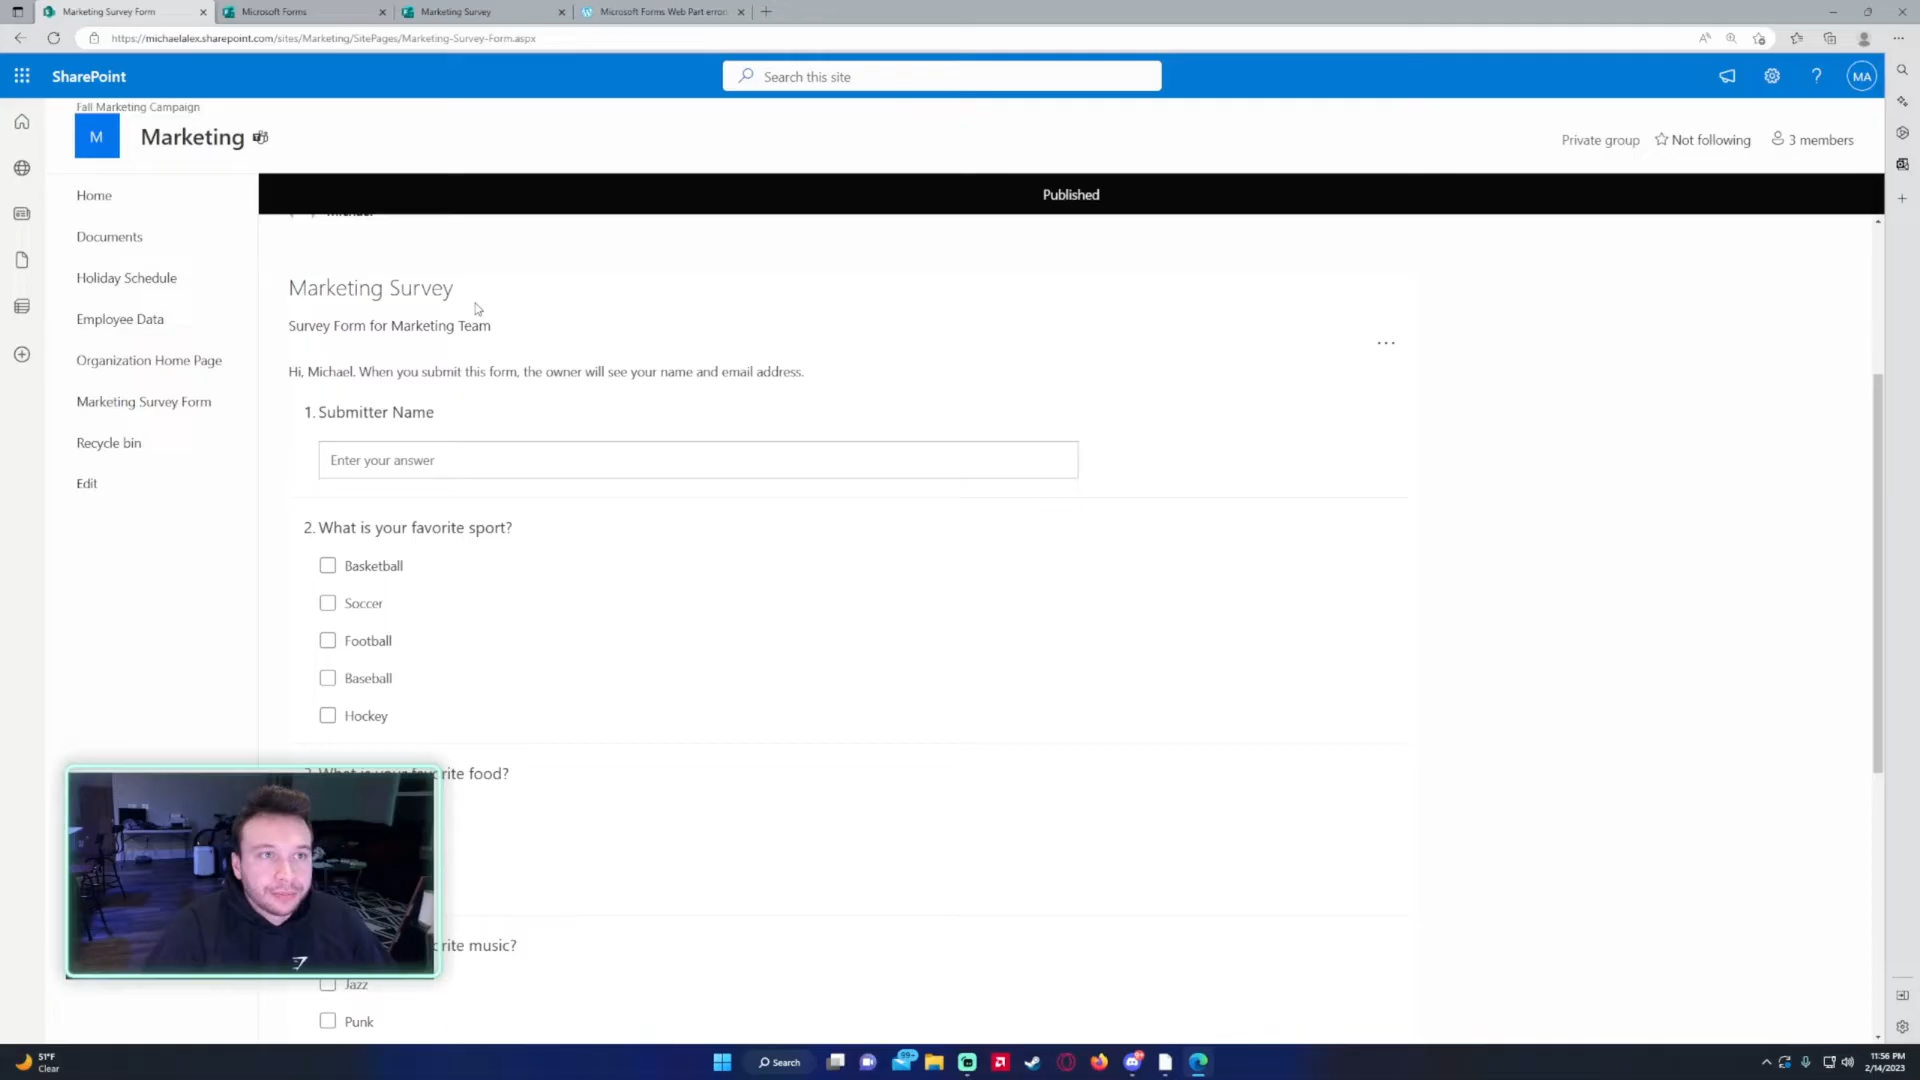 Marketing Survey Form
Microsoft Forms
Marketing Survey
Microsoft Forms Web Part error
https://michaelalex.sharepoint.com/sites/Marketing/SitePages/Marketing-Survey-Form.aspx
SharePoint
Search this site
MA
Fall Marketing Campaign
M
Marketing
Private group
Not following
3 members
Home
Documents
Holiday Schedule
Employee Data
Organization Home Page
Marketing Survey Form
Recycle bin
Edit
Published
Marketing Survey
Survey Form for Marketing Team
Hi, Michael. When you submit this form, the owner will see your name and email address.
1. Submitter Name
Enter your answer
2. What is your favorite sport?
Basketball
Soccer
Football
Baseball
Hockey
food?
music?
Jazz
Punk
51°F
Clear
Search
99+
11:56 PM
2/14/2023